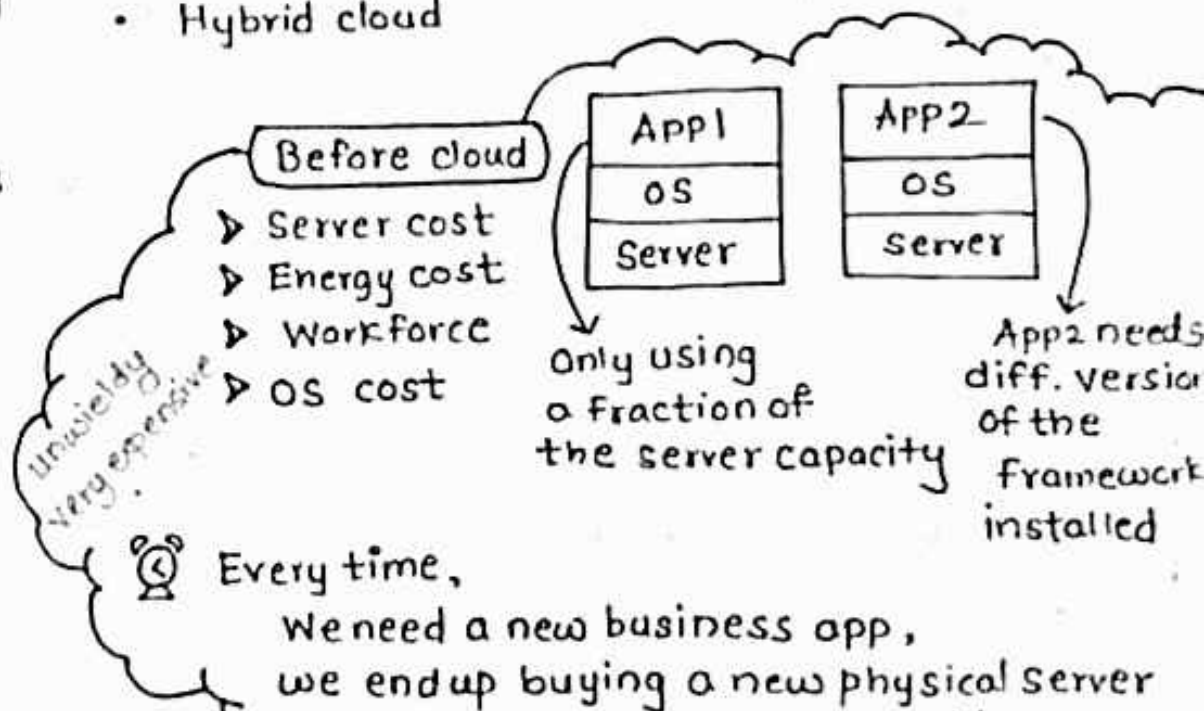 • Hybrid cloud
Before cloud
➤ Server cost
➤ Energy cost
➤ Workforce
➤ OS cost
unwieldy
very expensive
App1
OS
Server
App2
OS
server
Only using
a fraction of
the server capacity
App2 needs
diff. version
of the
framework
installed
Every time,
We need a new business app,
we end up buying a new physical server